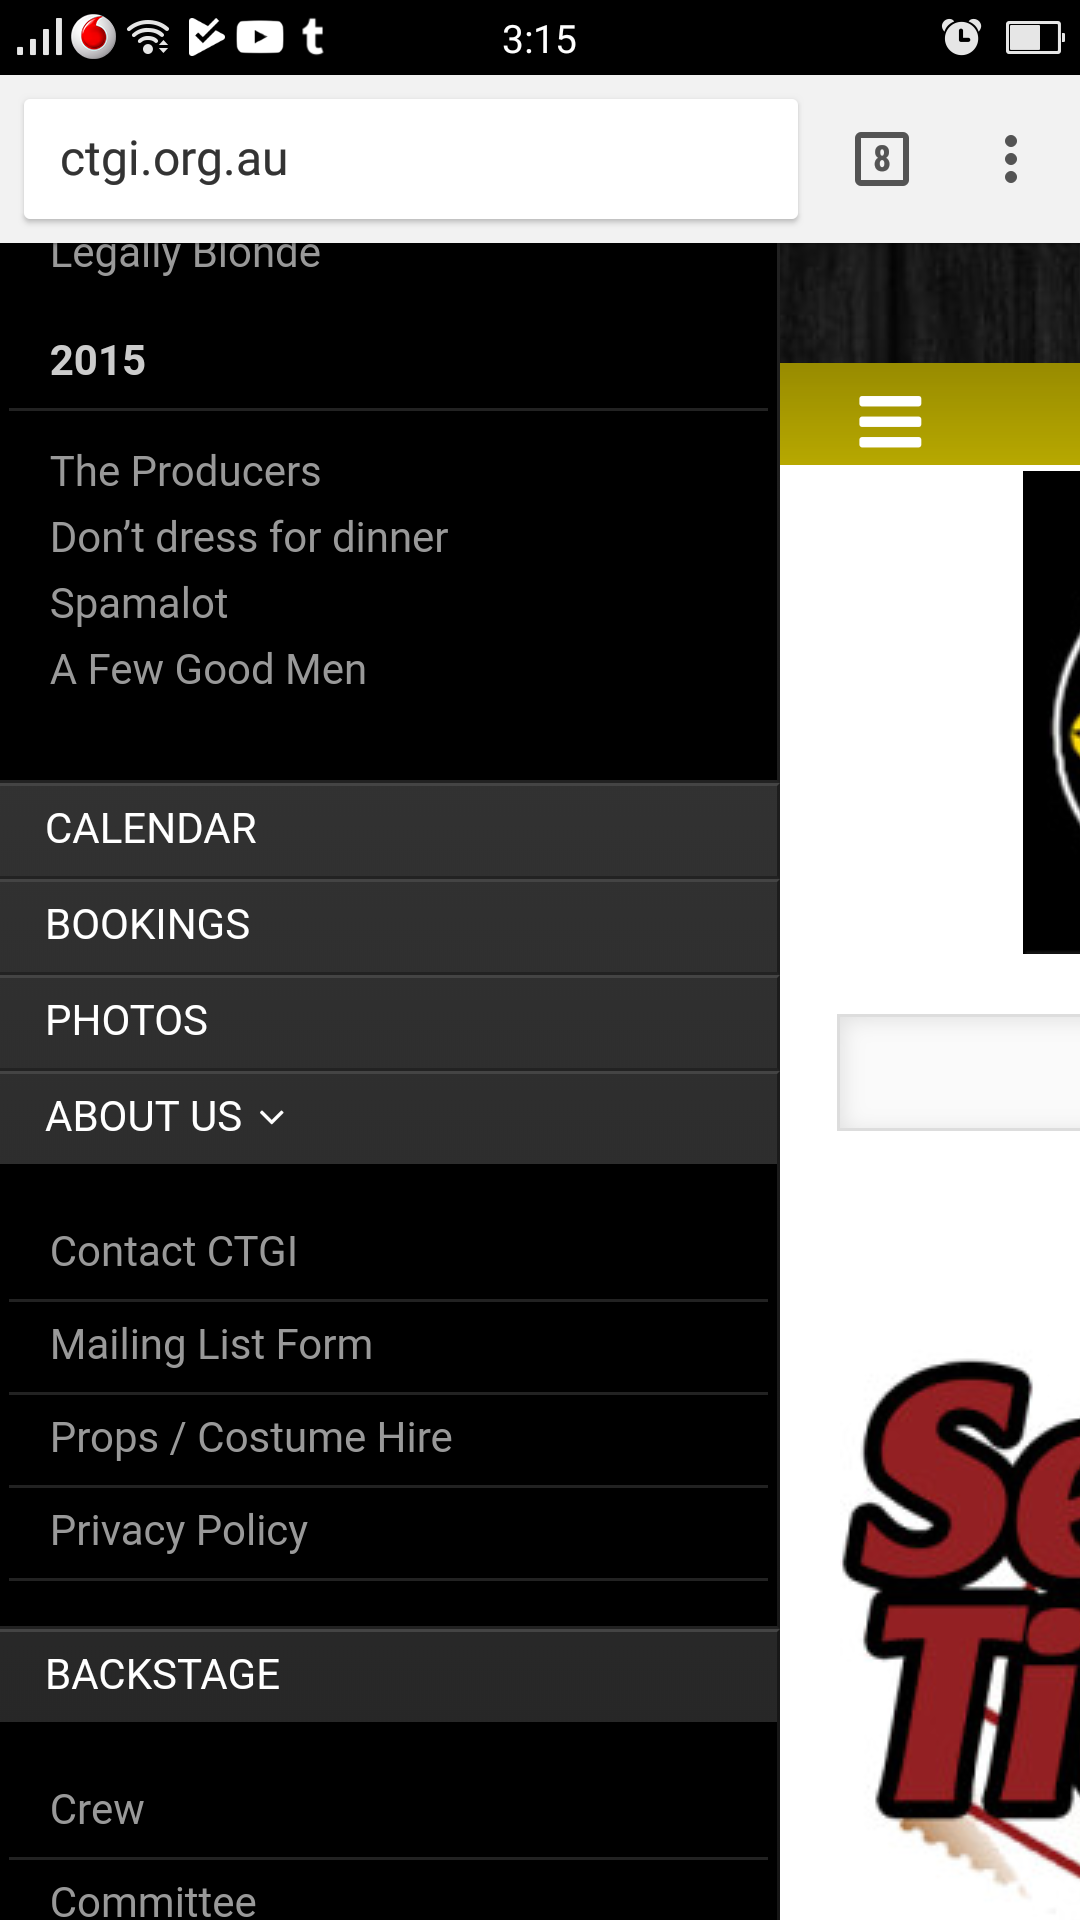 3:15
ctgi.org.au
8
Legally Blonde
2015
The Producers
Don’t dress for dinner
Spamalot
A Few Good Men
CALENDAR
BOOKINGS
PHOTOS
ABOUT US
Contact CTGI
Mailing List Form
Props / Costume Hire
Privacy Policy
BACKSTAGE
Crew
Committee
Se
Ti